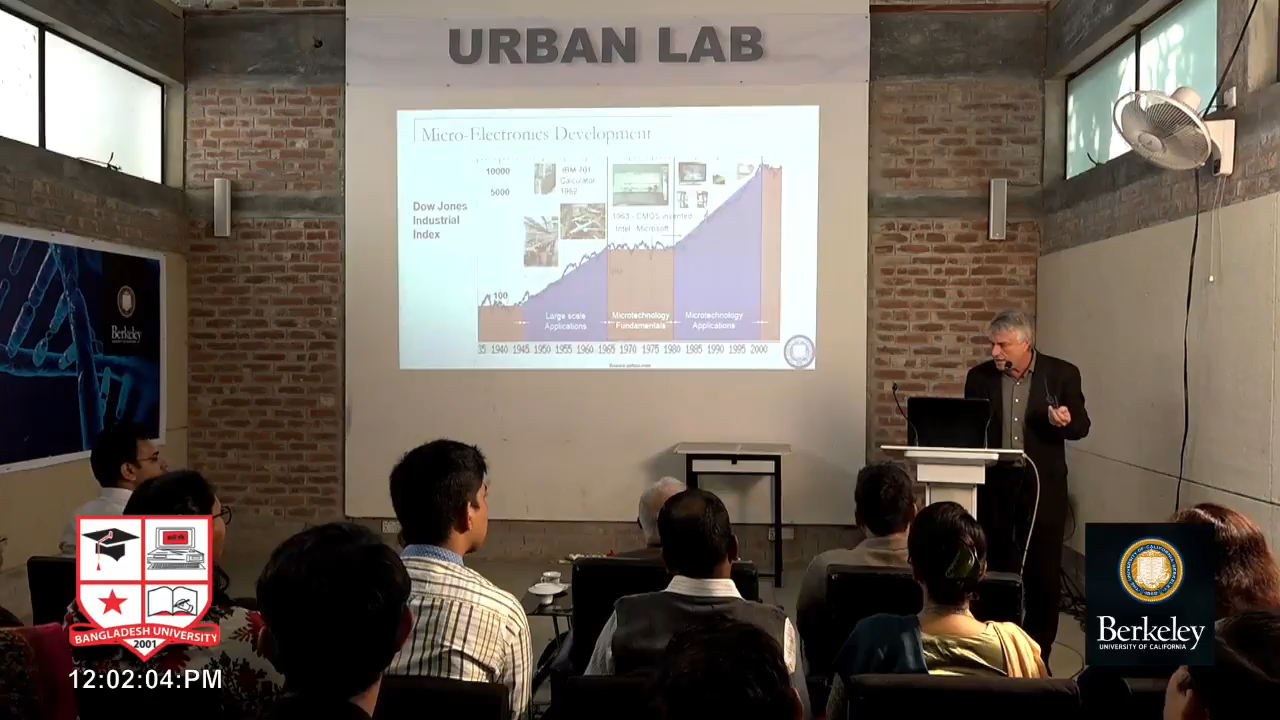 URBAN LAB
Micro-Electronics Development
10000
5000
Dow Jones
Industrial
Index
100
IBM 701
Calculator
1952
1963 - CMOS invented
Intel Microsoft
Large scale
Applications
Microtechnology
Fundamentals
Microtechnology
Applications
35 1940 1945 1950 1955 1960 1965 1970 1975 1980 1985 1990 1995 2000
Berkeley
BANGLADESH UNIVERSITY
2001
12:02:04:PM
Berkeley
UNIVERSITY OF CALIFORNIA